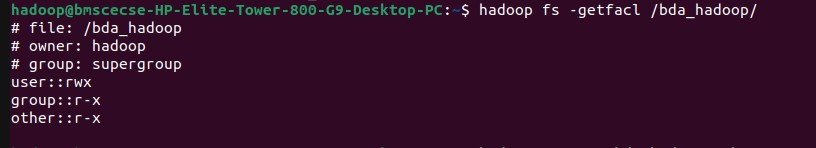 hadoop@bmscecse-HP-Elite-Tower-800-G9-Desktop-PC:~$ hadoop fs -getfacl /bda_hadoop/
# file: /bda_hadoop
# owner: hadoop
# group: supergroup
user::rwx
group::r-x
other::r-x